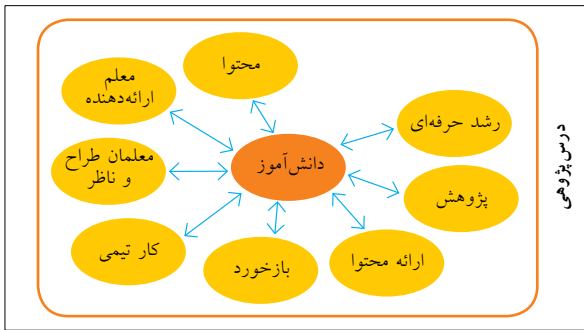 محتوا
معلم
ارائه‌دهنده
رشد حرفه‌ای
دانش‌آموز
معلمان طراح
و ناظر
پژوهش
کار تیمی
بازخورد
ارائه محتوا
درس‌پژوهی